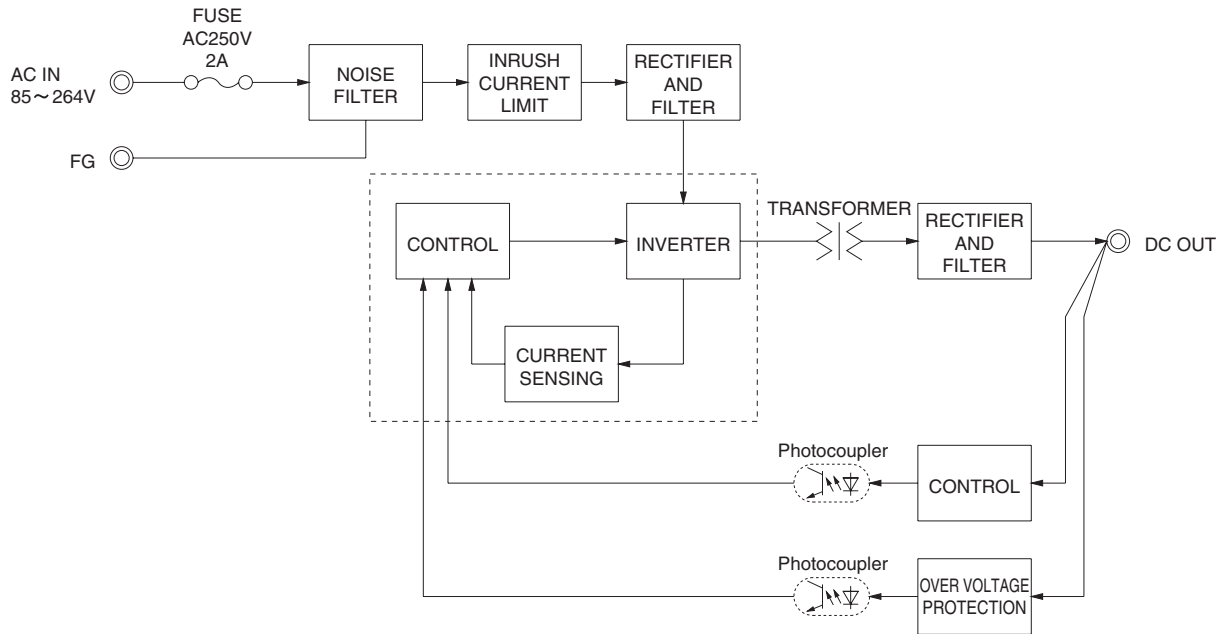 FUSE
AC250V
2A
AC IN
85～264V
NOISE
FILTER
INRUSH
CURRENT
LIMIT
RECTIFIER
AND
FILTER
FG
CONTROL
INVERTER
TRANSFORMER
RECTIFIER
AND
FILTER
DC OUT
CURRENT
SENSING
Photocoupler
CONTROL
Photocoupler
OVER VOLTAGE
PROTECTION